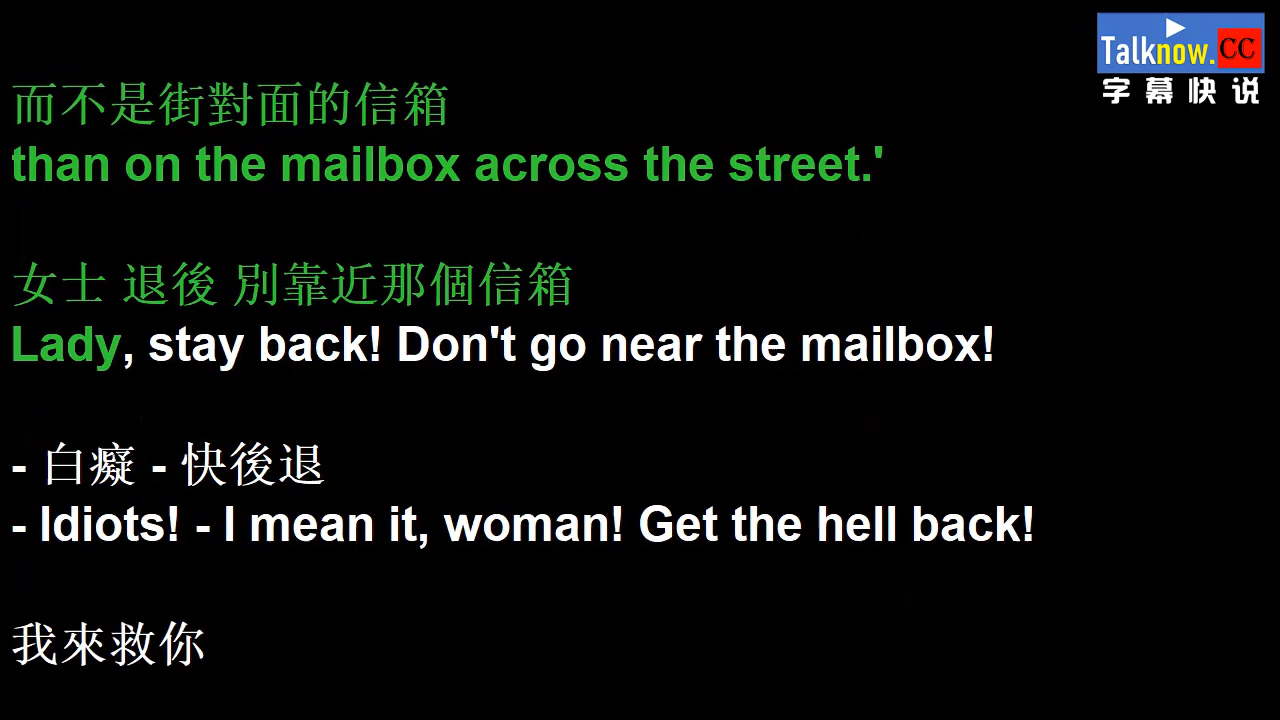 Talknow.CC
字幕快说
而不是街對面的信箱
than on the mailbox across the street.'
女士 退後 別靠近那個信箱
Lady, stay back! Don't go near the mailbox!
- 白癡 - 快後退
- Idiots! - I mean it, woman! Get the hell back!
我來救你